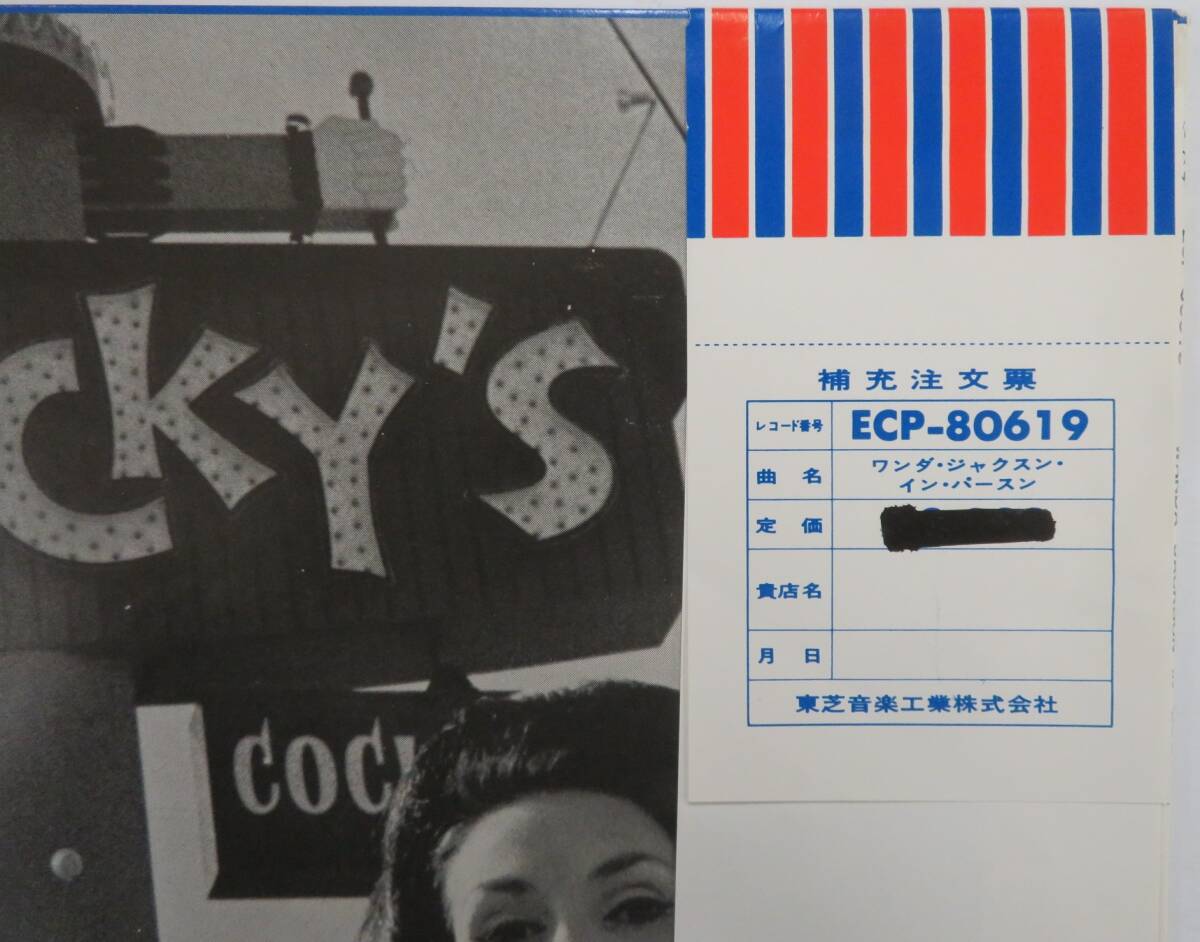 CKY'S
COC
補充注文票
レコード番号 ECP-80619
曲名 ワンダ・ジャクスン・
イン・パースン
定価
貴店名
月日
東芝音楽工業株式会社